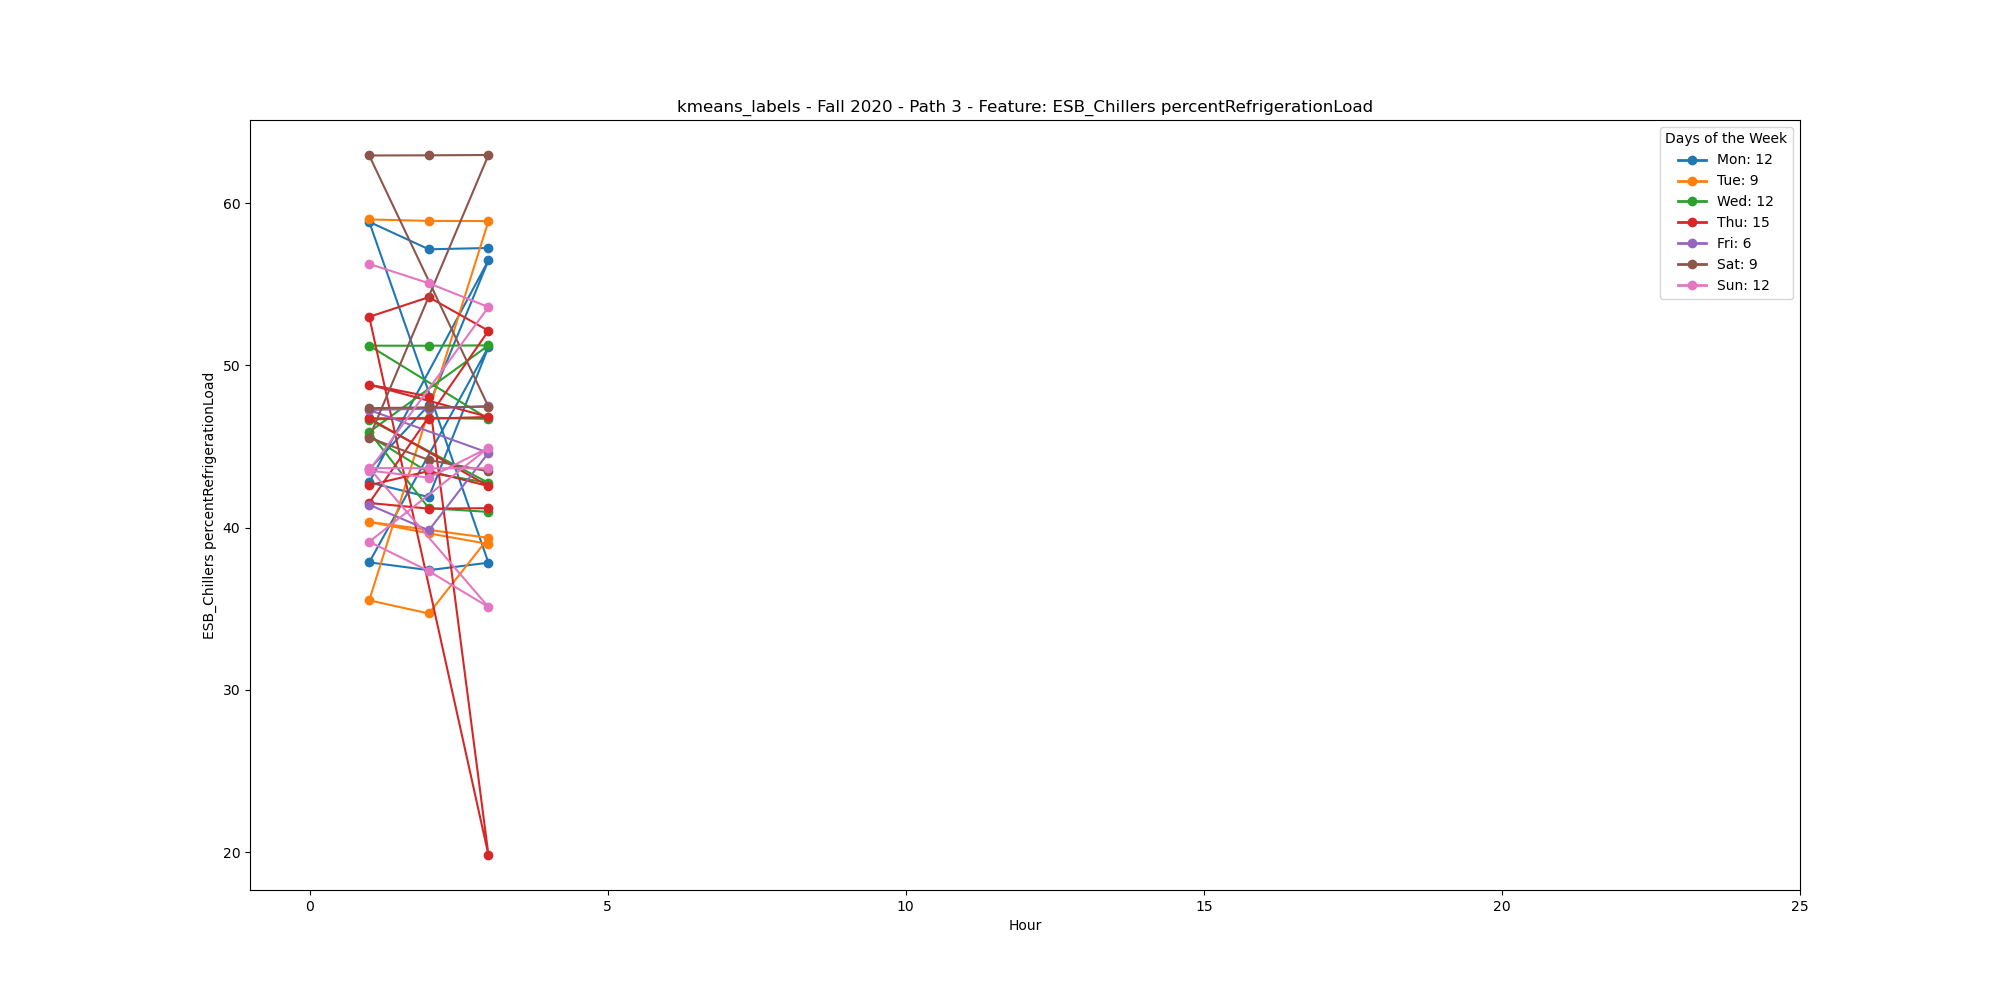 kmeans_labels - Fall 2020 - Path 3 - Feature: ESB_Chillers percentRefrigerationLoad
Days of the Week
Mon: 12
Tue: 9
Wed: 12
Thu: 15
Fri: 6
Sat: 9
Sun: 12
ESB_Chillers percentRefrigerationLoad
60
50
40
30
20
0 5 10 15 20 25
Hour